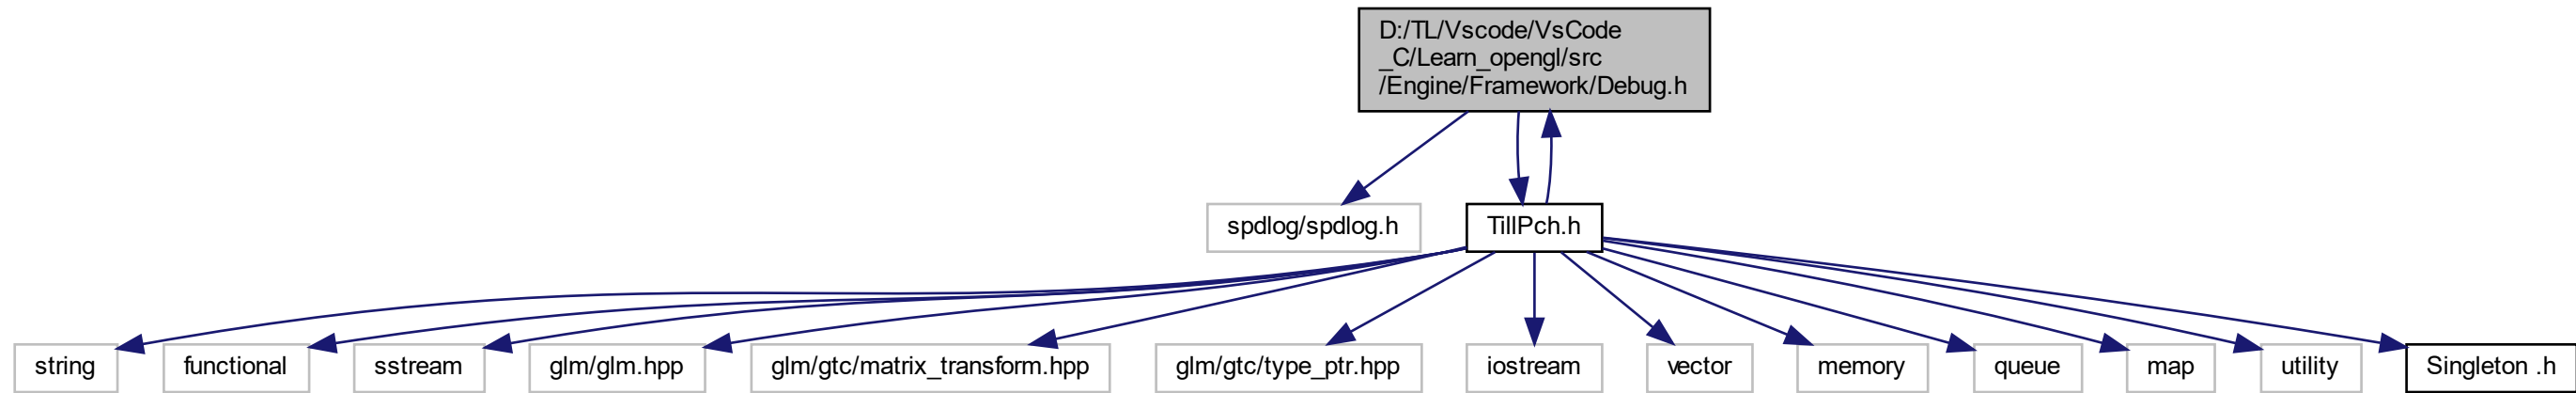 D:/TL/Vscode/VsCode
_C/Learn_opengl/src
/Engine/Framework/Debug.h
spdlog/spdlog.h
TillPch.h
string
functional
sstream
glm/glm.hpp
glm/gtc/matrix_transform.hpp
glm/gtc/type_ptr.hpp
iostream
vector
memory
queue
map
utility
Singleton .h